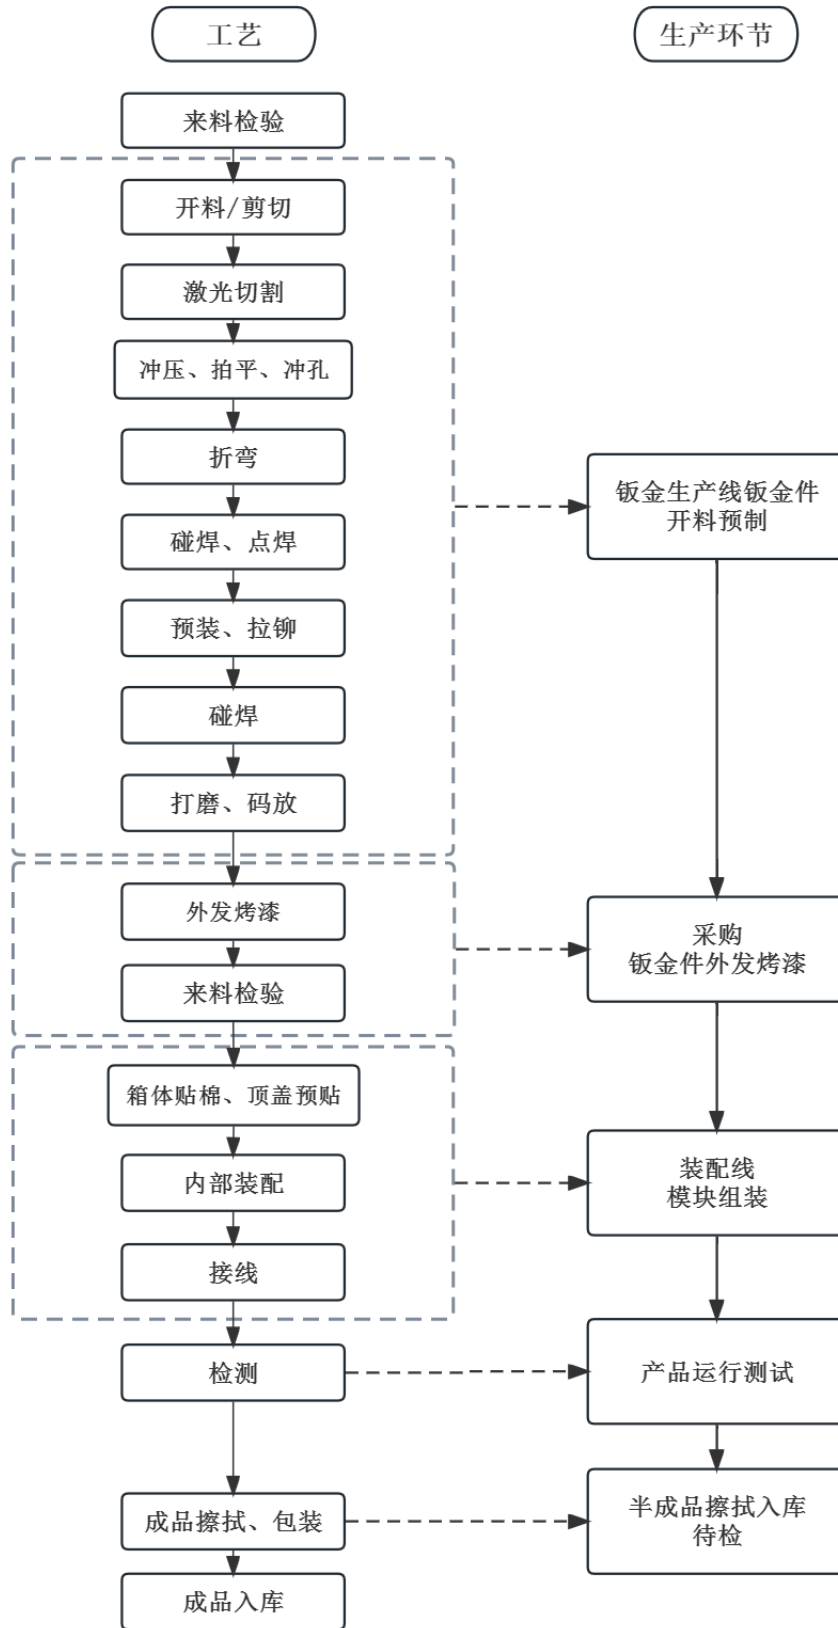 工艺
生产环节
来料检验
开料/剪切
激光切割
冲压、拍平、冲孔
折弯
钣金生产线钣金件
开料预制
碰焊、点焊
预装、拉铆
碰焊
打磨、码放
外发烤漆
采购
钣金件外发烤漆
来料检验
箱体贴棉、顶盖预贴
内部装配
装配线
模块组装
接线
检测
产品运行测试
成品擦拭、包装
半成品擦拭入库
待检
成品入库